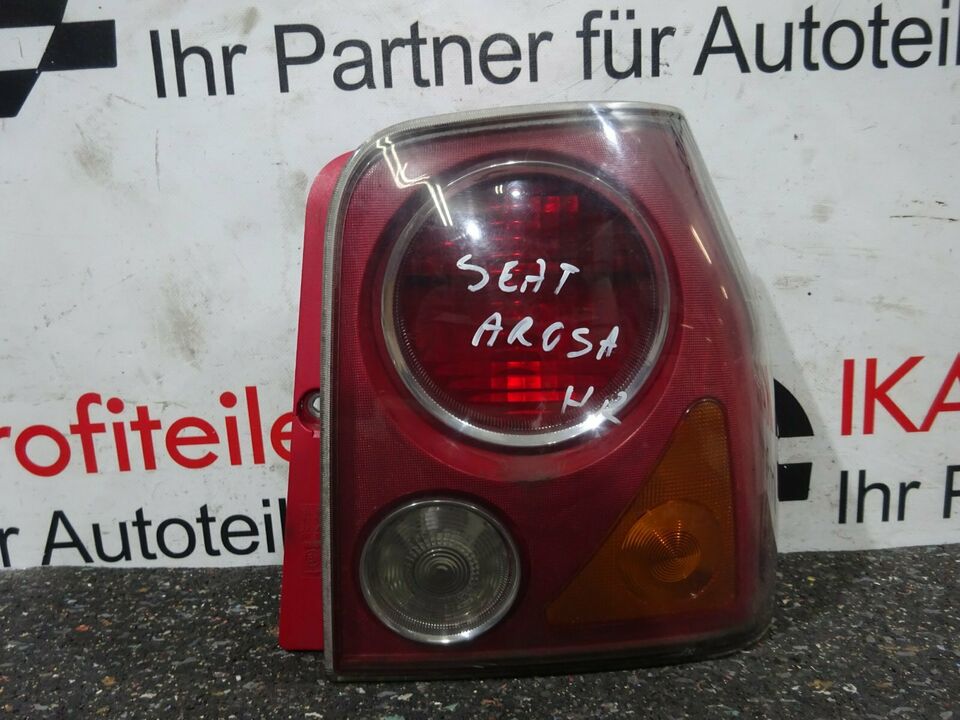 Ihr Partner für Autoteil
SEAT
AROSA
HR
rofiteile
IKA
r Autoteil
Ihr P